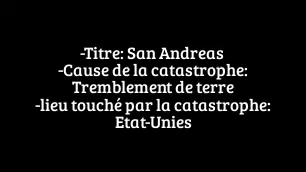 -Titre: San Andreas
-Cause de la catastrophe:
Tremblement de terre
-lieu touché par la catastrophe:
Etat-Unies